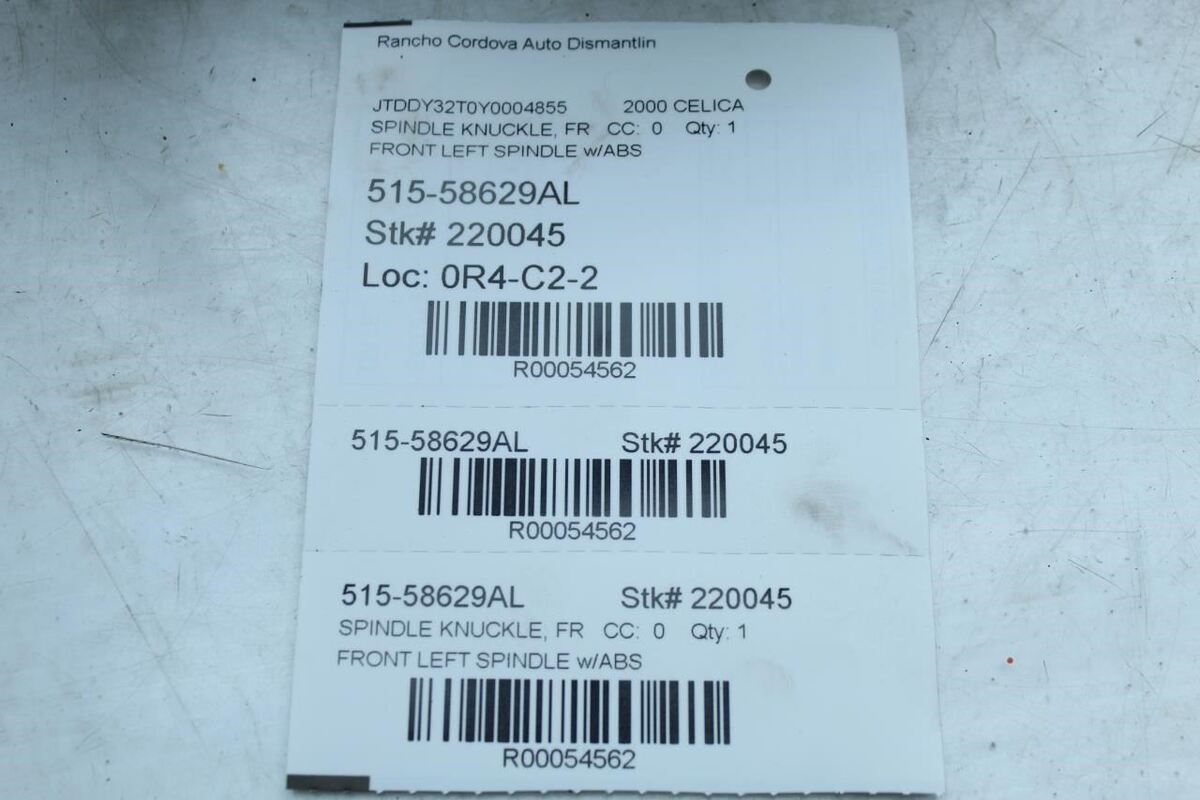 Rancho Cordova Auto Dismantlin
JTDDY32T0Y0004855 2000 CELICA
SPINDLE KNUCKLE, FR CC: 0 Qty: 1
FRONT LEFT SPINDLE w/ABS
515-58629AL
Stk# 220045
Loc: 0R4-C2-2
R00054562
515-58629AL Stk# 220045
R00054562
515-58629AL Stk# 220045
SPINDLE KNUCKLE, FR CC: 0 Qty: 1
FRONT LEFT SPINDLE w/ABS
R00054562